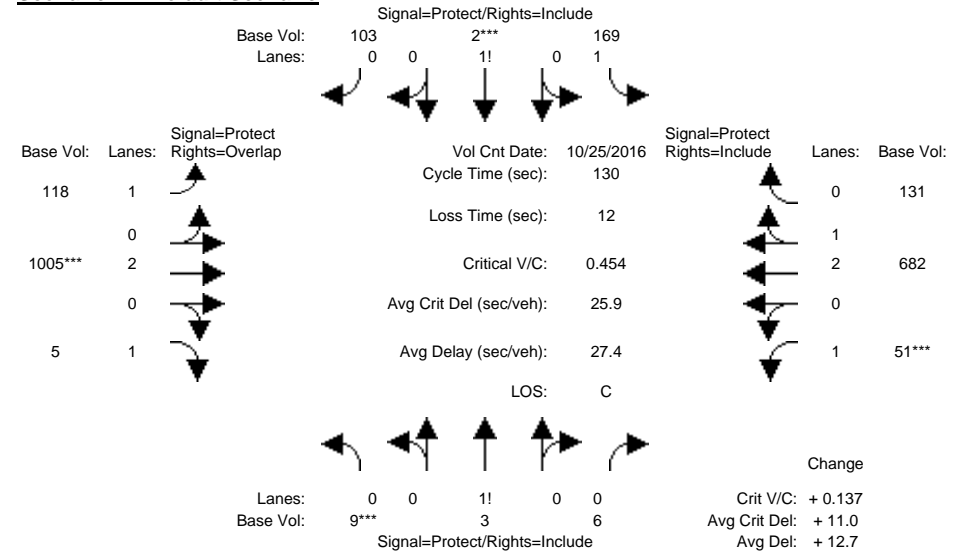 Signal=Protect/Rights=Include
Base Vol: 103 2*** 169
Lanes: 0 0 1! 0 1
Signal=Protect Signal=Protect
Base Vol: Lanes: Rights=Overlap Vol Cnt Date: 10/25/2016 Rights=Include Lanes: Base Vol:
Cycle Time (sec): 130
118 1 0 131
Loss Time (sec): 12
0 1
1005*** 2 Critical V/C: 0.454 2 682
0 Avg Crit Del (sec/veh): 25.9 0
5 1 Avg Delay (sec/veh): 27.4 1 51***
LOS: C
Change
Lanes: 0 0 1! 0 0 Crit V/C: + 0.137
Base Vol: 9*** 3 6 Avg Crit Del: + 11.0
Signal=Protect/Rights=Include Avg Del: + 12.7